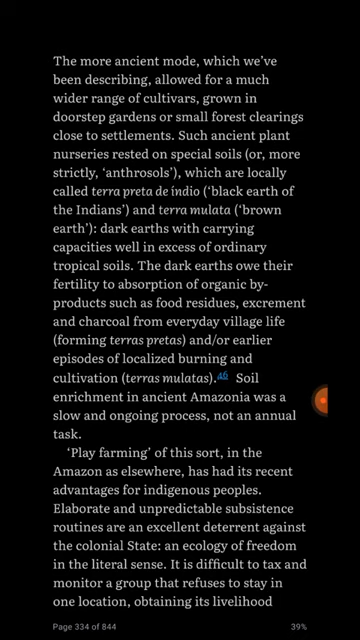 The more ancient mode, which we’ve
been describing, allowed for a much
wider range of cultivars, grown in
doorstep gardens or small forest clearings
close to settlements. Such ancient plant
nurseries rested on special soils (or, more
strictly, ‘anthrosols’), which are locally
called terra preta de índio (‘black earth of
the Indians’) and terra mulata (‘brown
earth’): dark earths with carrying
capacities well in excess of ordinary
tropical soils. The dark earths owe their
fertility to absorption of organic by-
products such as food residues, excrement
and charcoal from everyday village life
(forming terras pretas) and/or earlier
episodes of localized burning and
cultivation (terras mulatas).46 Soil
enrichment in ancient Amazonia was a
slow and ongoing process, not an annual
task.
‘Play farming’ of this sort, in the
Amazon as elsewhere, has had its recent
advantages for indigenous peoples.
Elaborate and unpredictable subsistence
routines are an excellent deterrent against
the colonial State: an ecology of freedom
in the literal sense. It is difficult to tax and
monitor a group that refuses to stay in
one location, obtaining its livelihood
Page 334 of 844 39%